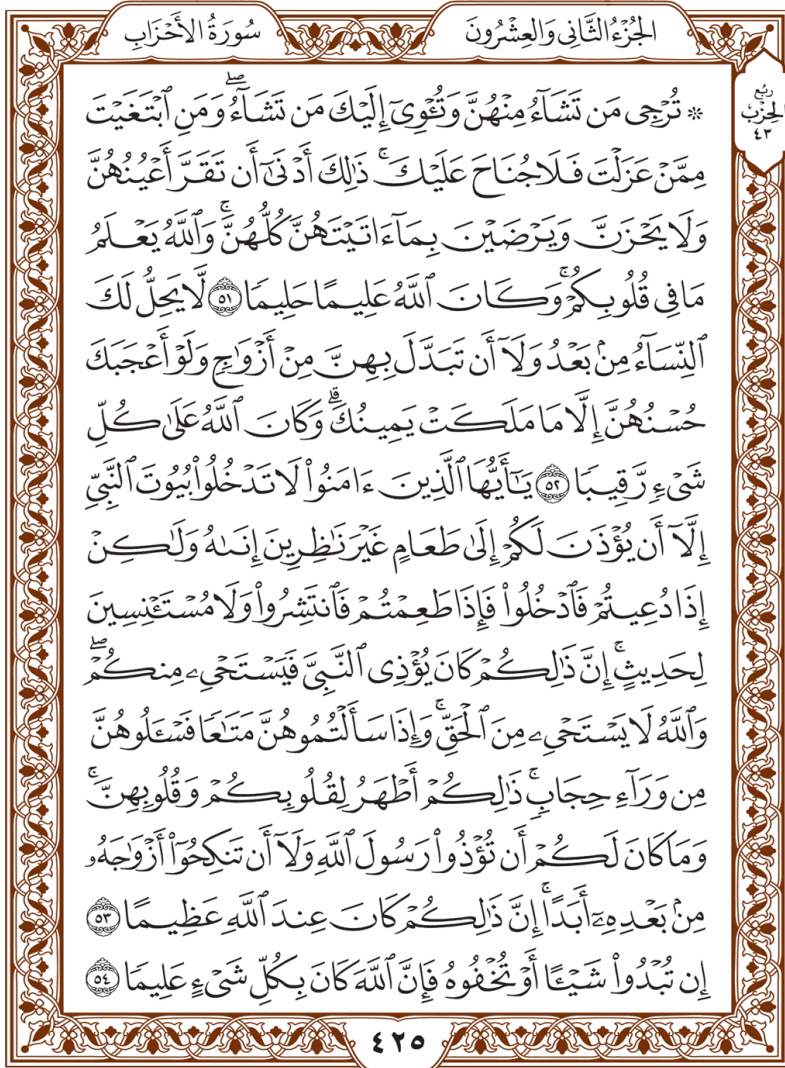 الجُزْءُ الثَّانِي وَالعِشْرُونَ
سُورَةُ الأَحْزَابِ
رُبع
الحِزْب
٤٣
۞ تُرْجِي مَن تَشَآءُ مِنْهُنَّ وَتُـْٔوِيٓ إِلَيْكَ مَن تَشَآءُۖ وَمَنِ ٱبْتَغَيْتَ
مِمَّنْ عَزَلْتَ فَلَا جُنَاحَ عَلَيْكَۚ ذَٰلِكَ أَدْنَىٰٓ أَن تَقَرَّ أَعْيُنُهُنَّ
وَلَا يَحْزَنَّ وَيَرْضَيْنَ بِمَآ ءَاتَيْتَهُنَّ كُلُّهُنَّۚ وَٱللَّهُ يَعْلَمُ
مَا فِي قُلُوبِكُمْۚ وَكَانَ ٱللَّهُ عَلِيمًا حَلِيمًا ٥١ لَّا يَحِلُّ لَكَ
ٱلنِّسَآءُ مِنۢ بَعْدُ وَلَآ أَن تَبَدَّلَ بِهِنَّ مِنْ أَزْوَٰجٍ وَلَوْ أَعْجَبَكَ
حُسْنُهُنَّ إِلَّا مَا مَلَكَتْ يَمِينُكَۗ وَكَانَ ٱللَّهُ عَلَىٰ كُلِّ
شَيْءٍ رَّقِيبًا ٥٢ يَٰٓأَيُّهَا ٱلَّذِينَ ءَامَنُواْ لَا تَدْخُلُواْ بُيُوتَ ٱلنَّبِيِّ
إِلَّآ أَن يُؤْذَنَ لَكُمْ إِلَىٰ طَعَامٍ غَيْرَ نَٰظِرِينَ إِنَىٰهُ وَلَٰكِنْ
إِذَا دُعِيتُمْ فَٱدْخُلُواْ فَإِذَا طَعِمْتُمْ فَٱنتَشِرُواْ وَلَا مُسْتَـْٔنِسِينَ
لِحَدِيثٍۚ إِنَّ ذَٰلِكُمْ كَانَ يُؤْذِي ٱلنَّبِيَّ فَيَسْتَحْيِۦ مِنكُمْۖ
وَٱللَّهُ لَا يَسْتَحْيِۦ مِنَ ٱلْحَقِّۚ وَإِذَا سَأَلْتُمُوهُنَّ مَتَٰعًا فَسْـَٔلُوهُنَّ
مِن وَرَآءِ حِجَابٍۚ ذَٰلِكُمْ أَطْهَرُ لِقُلُوبِكُمْ وَقُلُوبِهِنَّۚ
وَمَا كَانَ لَكُمْ أَن تُؤْذُواْ رَسُولَ ٱللَّهِ وَلَآ أَن تَنكِحُوٓاْ أَزْوَٰجَهُۥ
مِنۢ بَعْدِهِۦٓ أَبَدًاۚ إِنَّ ذَٰلِكُمْ كَانَ عِندَ ٱللَّهِ عَظِيمًا ٥٣
إِن تُبْدُواْ شَيْـًٔا أَوْ تُخْفُوهُ فَإِنَّ ٱللَّهَ كَانَ بِكُلِّ شَيْءٍ عَلِيمًا ٥٤
٤٢٥